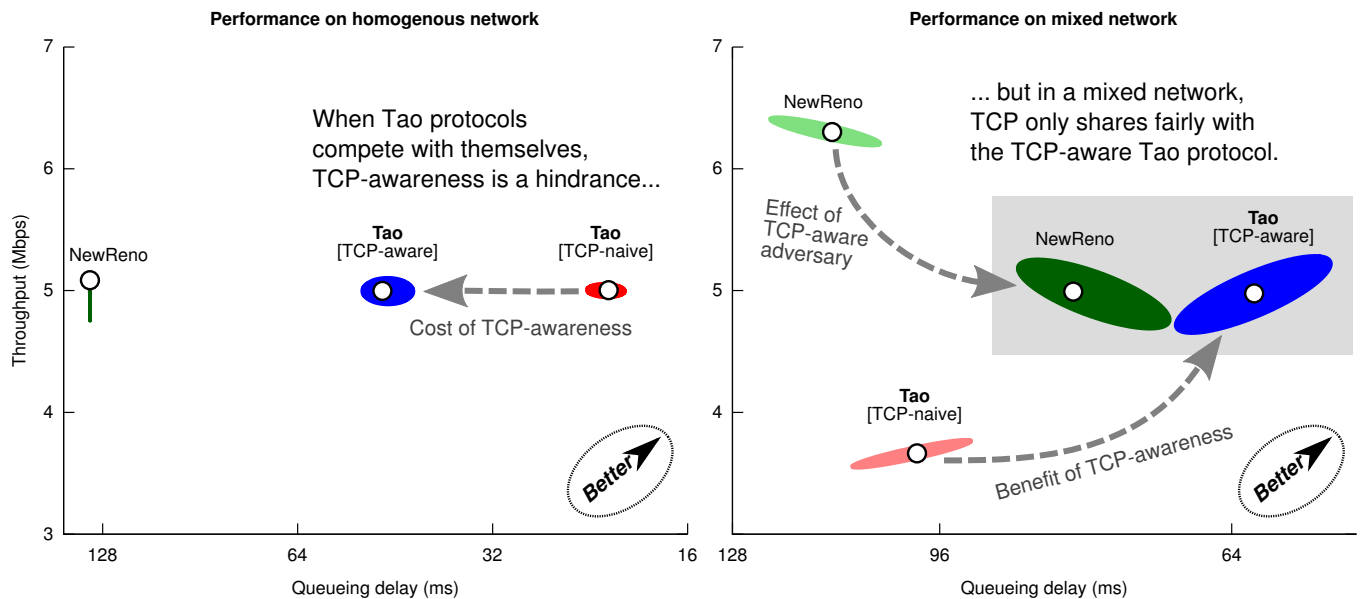 Performance on homogenous network
7
6
5
4
3
Throughput (Mbps)
When Tao protocols
compete with themselves,
TCP-awareness is a hindrance...
NewReno
Tao
[TCP-aware]
Tao
[TCP-naive]
Cost of TCP-awareness
Better
128
64
32
16
Queueing delay (ms)
Performance on mixed network
7
6
5
4
3
NewReno
... but in a mixed network,
TCP only shares fairly with
the TCP-aware Tao protocol.
Effect of
TCP-aware
adversary
NewReno
Tao
[TCP-aware]
Tao
[TCP-naive]
Benefit of TCP-awareness
Better
128
96
64
Queueing delay (ms)